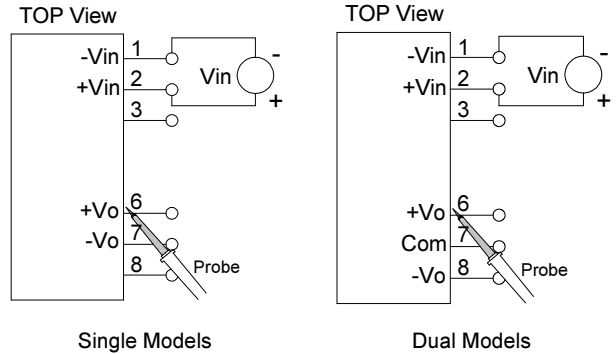 TOP View
-Vin 1
+Vin 2
3
Vin
-
+
+Vo 6
-Vo 7
8
Probe
Single Models
TOP View
-Vin 1
+Vin 2
3
Vin
-
+
+Vo 6
Com 7
-Vo 8
Probe
Dual Models